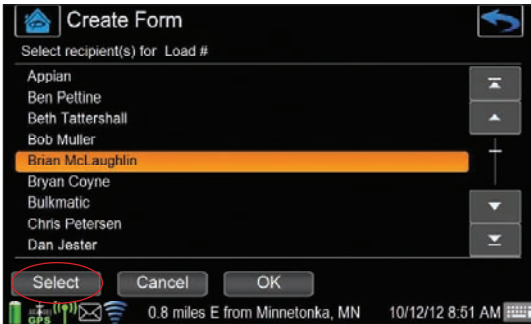 Create Form
Select recipient(s) for Load #
Appian
Ben Pettine
Beth Tattershall
Bob Muller
Brian McLaughlin
Bryan Coyne
Bulkmatic
Chris Petersen
Dan Jester
Select Cancel OK
GPS 0.8 miles E from Minnetonka, MN 10/12/12 8:51 AM